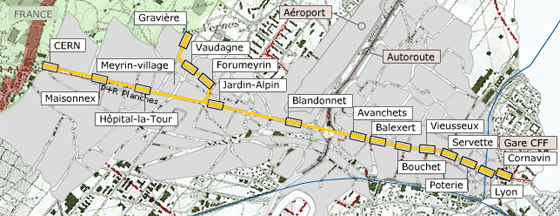 FRANCE
Gravière
Aéroport
CERN
Vaudagne
Autoroute
Meyrin-village
Forumeyrin
Jardin-Alpin
P+R Planches
Maisonnex
Hôpital-la-Tour
Blandonnet
Avanchets
Balexert
Vieusseux
Servette
Gare CFF
Cornavin
Bouchet
Poterie
Lyon